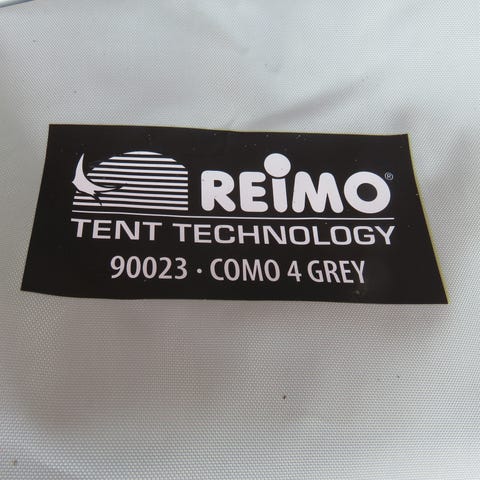 REIMO®
TENT TECHNOLOGY
90023 · COMO 4 GREY